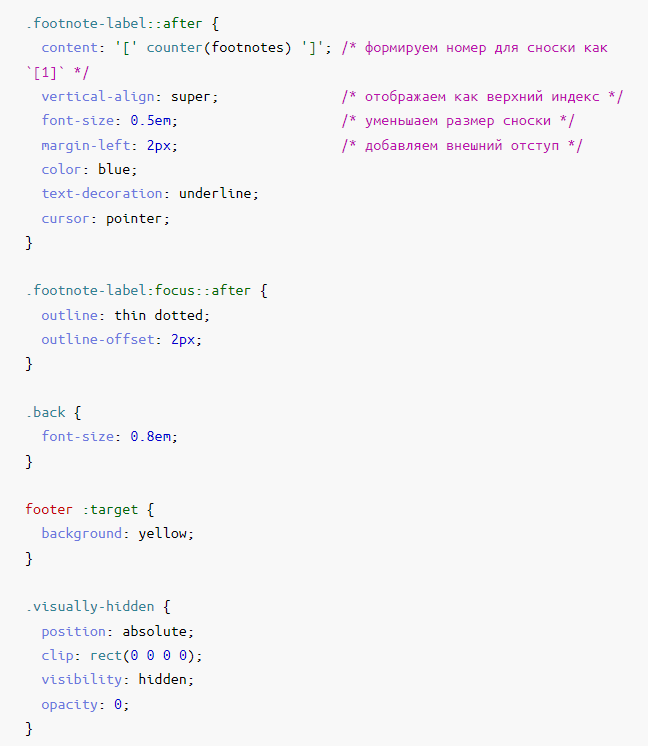 .footnote-label::after {
  content: '[' counter(footnotes) ']'; /* формируем номер для сноски как
`[1]` */
  vertical-align: super;               /* отображаем как верхний индекс */
  font-size: 0.5em;                    /* уменьшаем размер сноски */
  margin-left: 2px;                    /* добавляем внешний отступ */
  color: blue;
  text-decoration: underline;
  cursor: pointer;
}

.footnote-label:focus::after {
  outline: thin dotted;
  outline-offset: 2px;
}

.back {
  font-size: 0.8em;
}

footer :target {
  background: yellow;
}

.visually-hidden {
  position: absolute;
  clip: rect(0 0 0 0);
  visibility: hidden;
  opacity: 0;
}